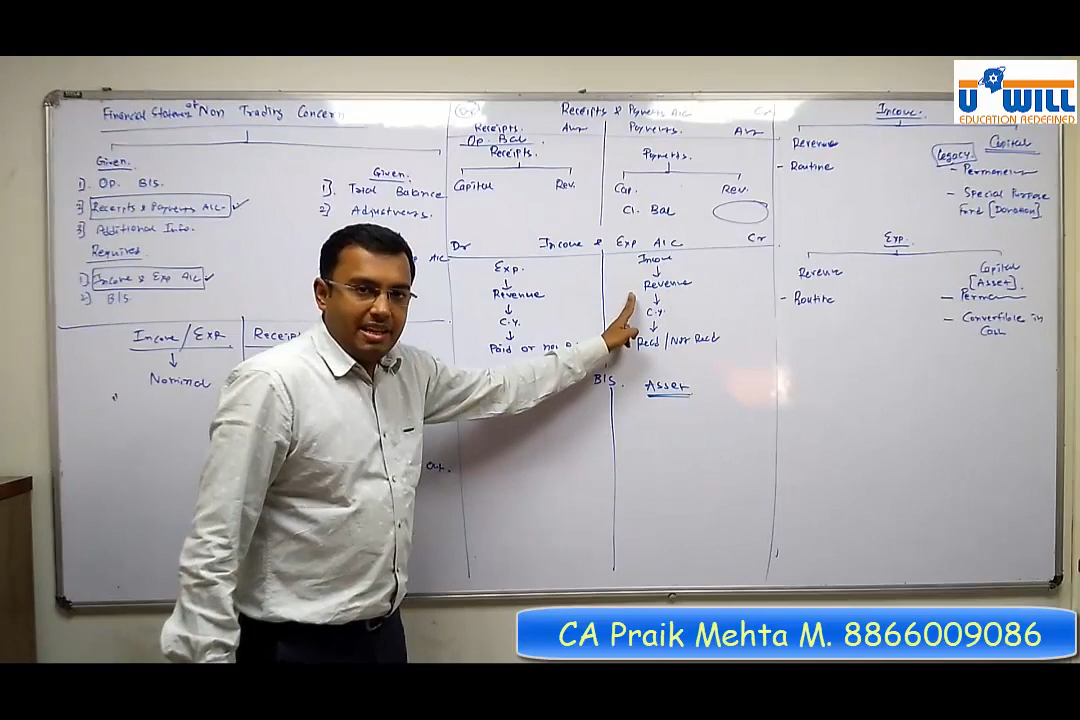 Financial Statement of Non Trading Concern
Given.
1). Op. B/S.
2) Receipts & Payments A/C.
3) Additional Info.
Required
1) Income & Exp A/C
2) B/S
Given.
1). Trial Balance
2) Adjustments.
A/C
Income / Exp
Nominal
Receipts & Payments A/C
Cr
Receipts.
Amt
Payments.
Amt
Op. Bal
Receipts.
Capital
Rev.
Payments.
Cap.
Rev.
Cl. Bal
Dr
Income & Exp A/C
Cr
Exp.
Revenue
C.Y.
Paid or not
Income
Revenue
C.Y.
Recd / Not Recd
B/S.
Asset
Income.
Revenue
- Routine
Capital
Legacy
- Permanent
- Special Purpose
Fund [Donation]
Exp.
Revenue
- Routine
Capital
[Asset].
- Convertible in
Cash
U WILL
EDUCATION REDEFINED
CA Praik Mehta M. 8866009086